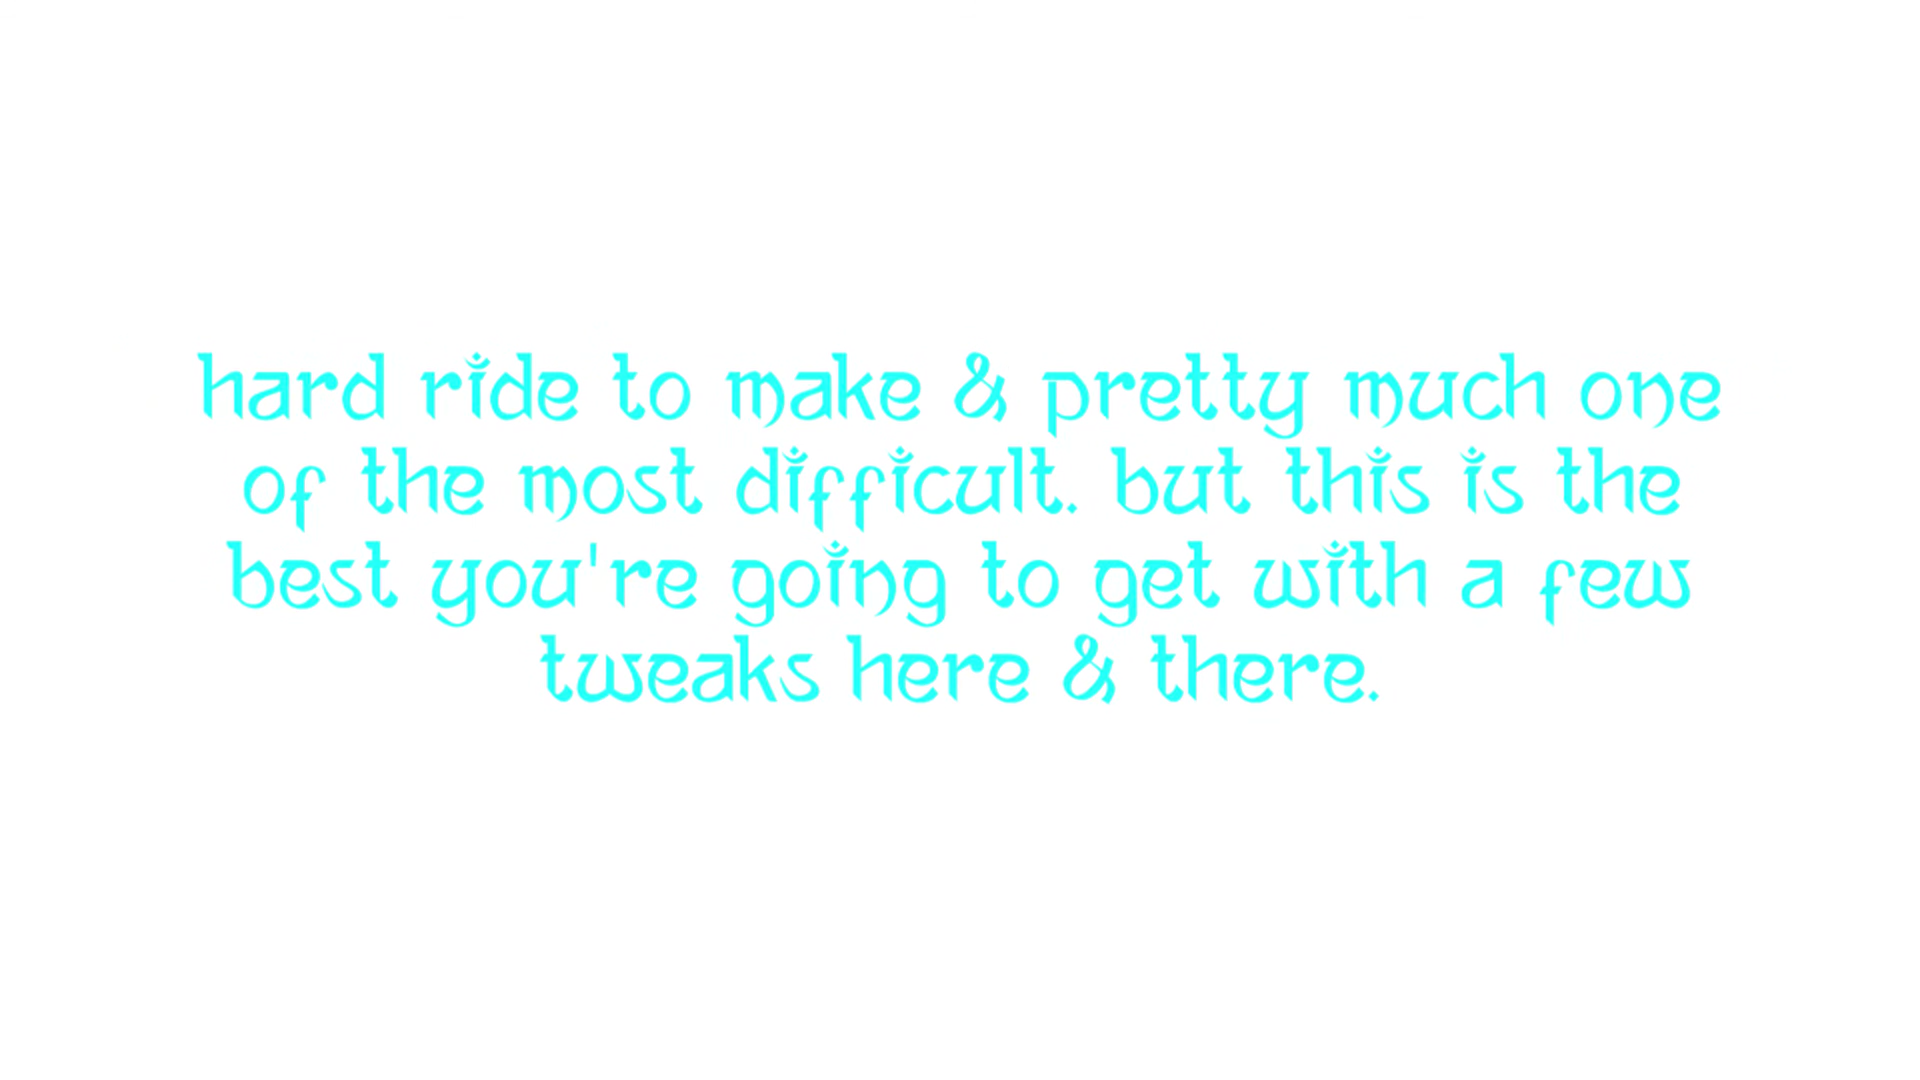 hard ride to make & pretty much one
of the most difficult. but this is the
best you're going to get with a few
tweaks here & there.